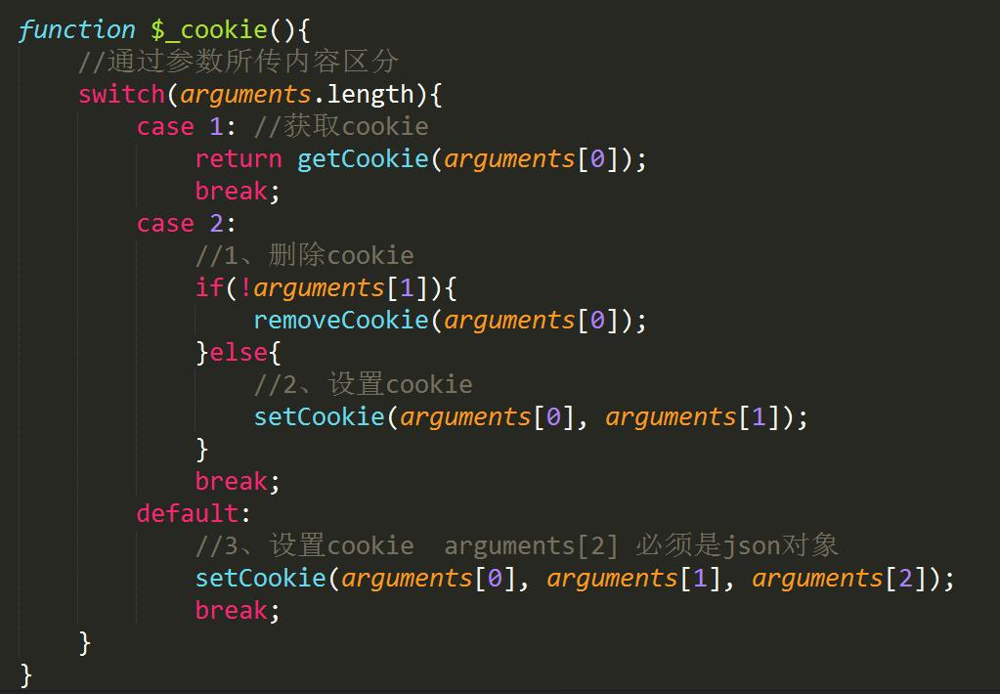 function $_cookie(){
    //通过参数所传内容区分
    switch(arguments.length){
        case 1: //获取cookie
            return getCookie(arguments[0]);
            break;
        case 2:
            //1、删除cookie
            if(!arguments[1]){
                removeCookie(arguments[0]);
            }else{
                //2、设置cookie
                setCookie(arguments[0], arguments[1]);
            }
            break;
        default:
            //3、设置cookie  arguments[2] 必须是json对象
            setCookie(arguments[0], arguments[1], arguments[2]);
            break;
    }
}